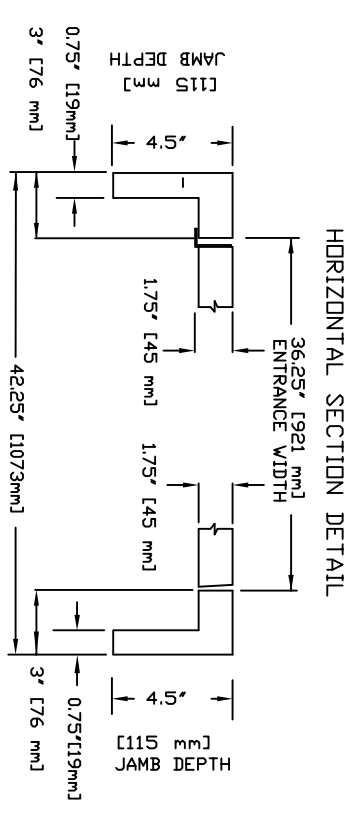 HORIZONTAL SECTION DETAIL
36.25″ [921 mm]
ENTRANCE WIDTH
1.75″ [45 mm]
1.75″ [45 mm]
4.5″
[115 mm]
JAMB DEPTH
4.5″
[115 mm]
JAMB DEPTH
0.75″ [19mm]
3″ [76 mm]
42.25″ [1073mm]
0.75″[19mm]
3″ [76 mm]